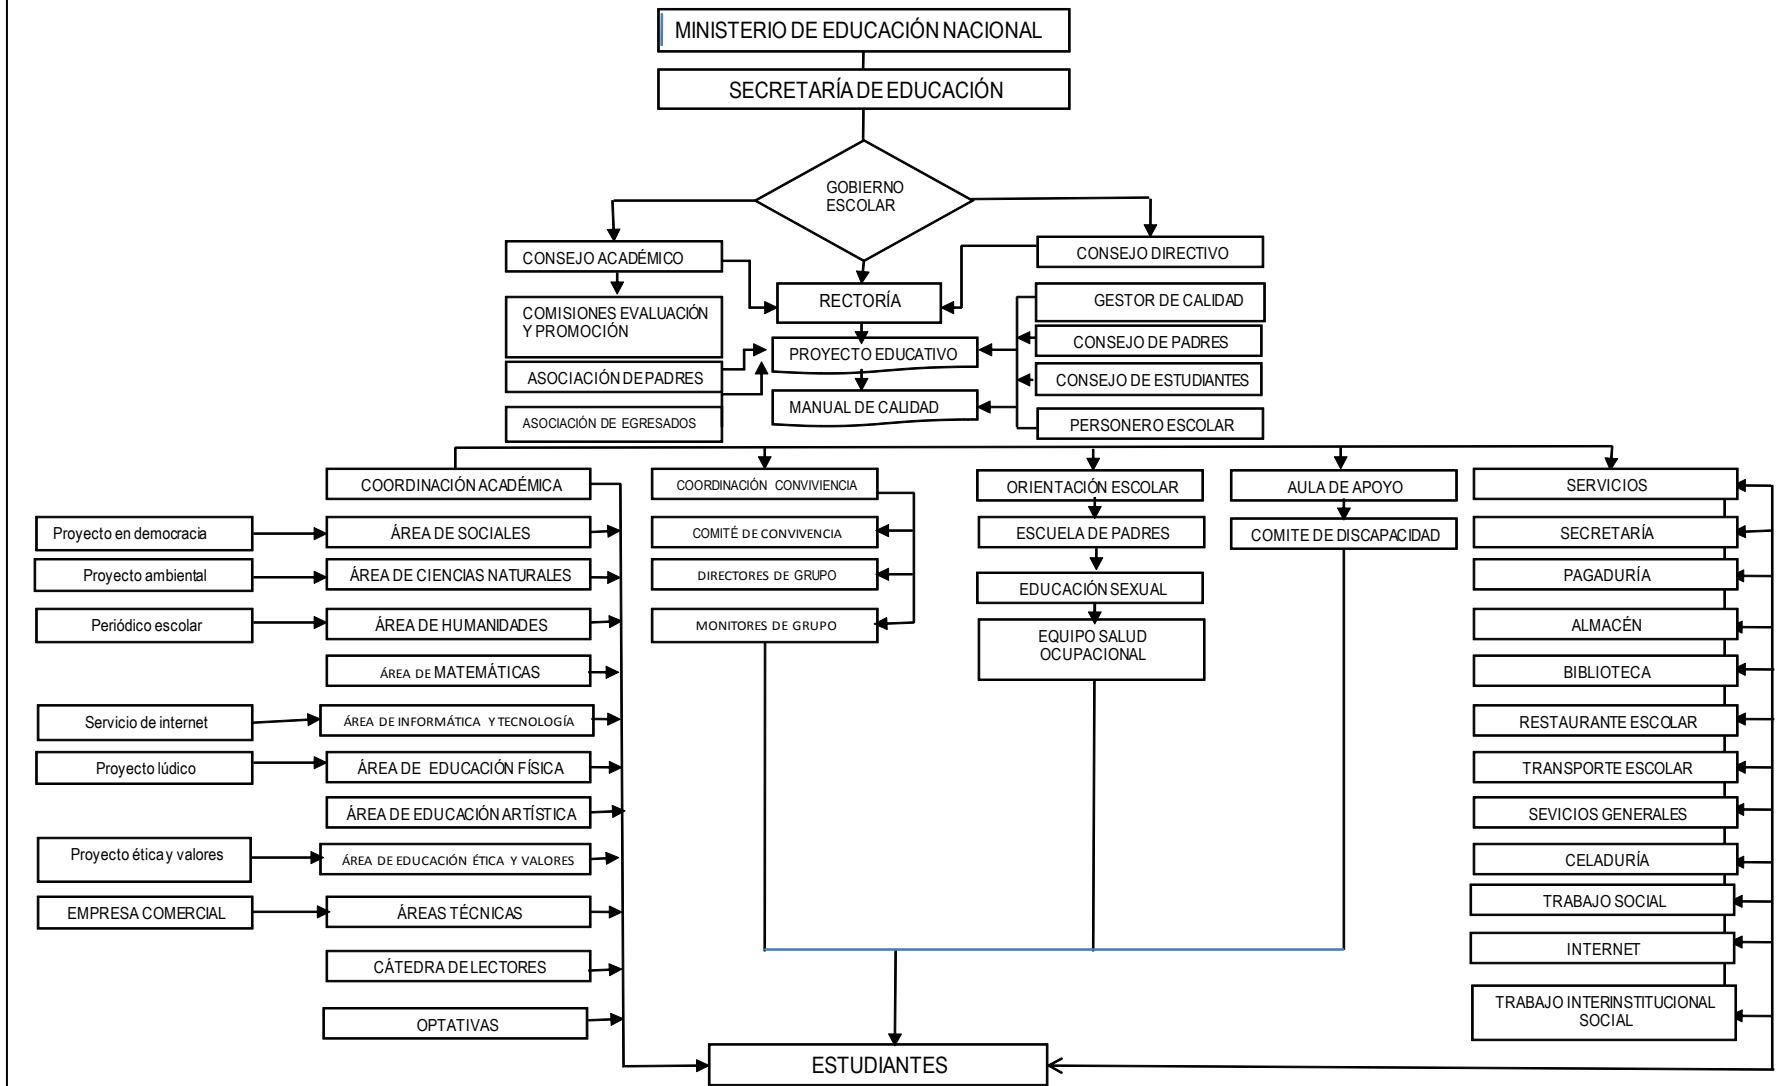 MINISTERIO DE EDUCACIÓN NACIONAL
SECRETARÍA DE EDUCACIÓN
GOBIERNO
ESCOLAR
CONSEJO ACADÉMICO
CONSEJO DIRECTIVO
RECTORÍA
GESTOR DE CALIDAD
COMISIONES EVALUACIÓN
Y PROMOCIÓN
CONSEJO DE PADRES
PROYECTO EDUCATIVO
ASOCIACIÓN DE PADRES
CONSEJO DE ESTUDIANTES
MANUAL DE CALIDAD
ASOCIACIÓN DE EGRESADOS
PERSONERO ESCOLAR
COORDINACIÓN ACADÉMICA
ÁREA DE SOCIALES
ÁREA DE CIENCIAS NATURALES
ÁREA DE HUMANIDADES
ÁREA DE MATEMÁTICAS
ÁREA DE INFORMÁTICA Y TECNOLOGÍA
ÁREA DE EDUCACIÓN FÍSICA
ÁREA DE EDUCACIÓN ARTÍSTICA
ÁREA DE EDUCACIÓN ÉTICA Y VALORES
ÁREAS TÉCNICAS
CÁTEDRA DE LECTORES
OPTATIVAS
Proyecto en democracia
Proyecto ambiental
Periódico escolar
Servicio de internet
Proyecto lúdico
Proyecto ética y valores
EMPRESA COMERCIAL
COORDINACIÓN CONVIVIENCIA
COMITÉ DE CONVIVENCIA
DIRECTORES DE GRUPO
MONITORES DE GRUPO
ORIENTACIÓN ESCOLAR
ESCUELA DE PADRES
EDUCACIÓN SEXUAL
EQUIPO SALUD
OCUPACIONAL
AULA DE APOYO
COMITE DE DISCAPACIDAD
SERVICIOS
SECRETARÍA
PAGADURÍA
ALMACÉN
BIBLIOTECA
RESTAURANTE ESCOLAR
TRANSPORTE ESCOLAR
SEVICIOS GENERALES
CELADURÍA
TRABAJO SOCIAL
INTERNET
TRABAJO INTERINSTITUCIONAL
SOCIAL
ESTUDIANTES